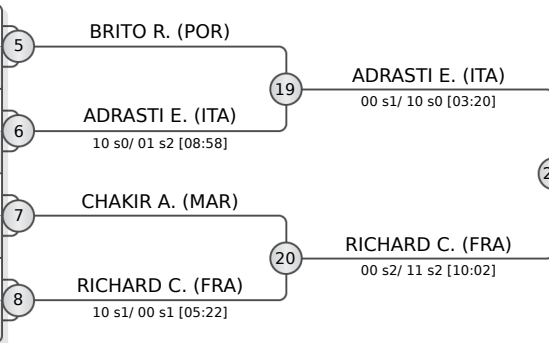 BRITO R. (POR)
5
19
ADRASTI E. (ITA)
00 s1/ 10 s0 [03:20]
ADRASTI E. (ITA)
6
10 s0/ 01 s2 [08:58]
CHAKIR A. (MAR)
7
20
RICHARD C. (FRA)
00 s2/ 11 s2 [10:02]
RICHARD C. (FRA)
8
10 s1/ 00 s1 [05:22]